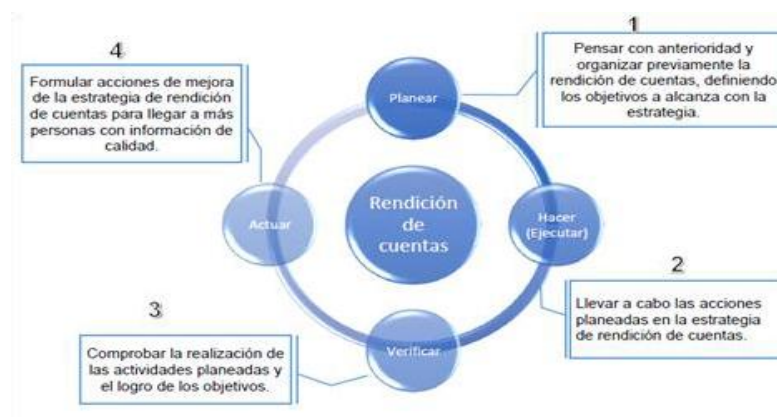 1
Pensar con anterioridad y
organizar previamente la
rendición de cuentas, definiendo
los objetivos a alcanza con la
estrategia.
Planear
4
Formular acciones de mejora
de la estrategia de rendición
de cuentas para llegar a más
personas con información de
calidad.
Actuar
Rendición
de
cuentas
Hacer
(Ejecutar)
2
Llevar a cabo las acciones
planeadas en la estrategia
de rendición de cuentas.
3
Comprobar la realización de
las actividades planeadas y
el logro de los objetivos.
Verificar